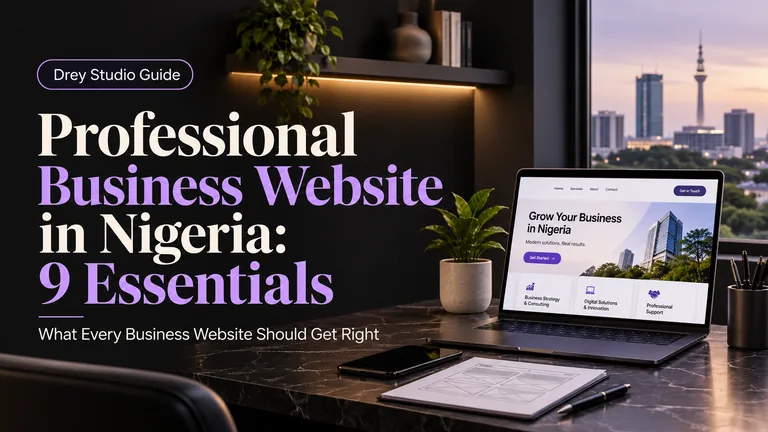 Drey Studio Guide
Professional
Business Website
in Nigeria:
9 Essentials
What Every Business Website Should Get Right
Home Services About Contact
Get in Touch
Grow Your Business
in Nigeria
Modern solutions. Real results.
Get Started →
Business Strategy
& Consulting
Digital Solutions
& Innovation
Professional
Support